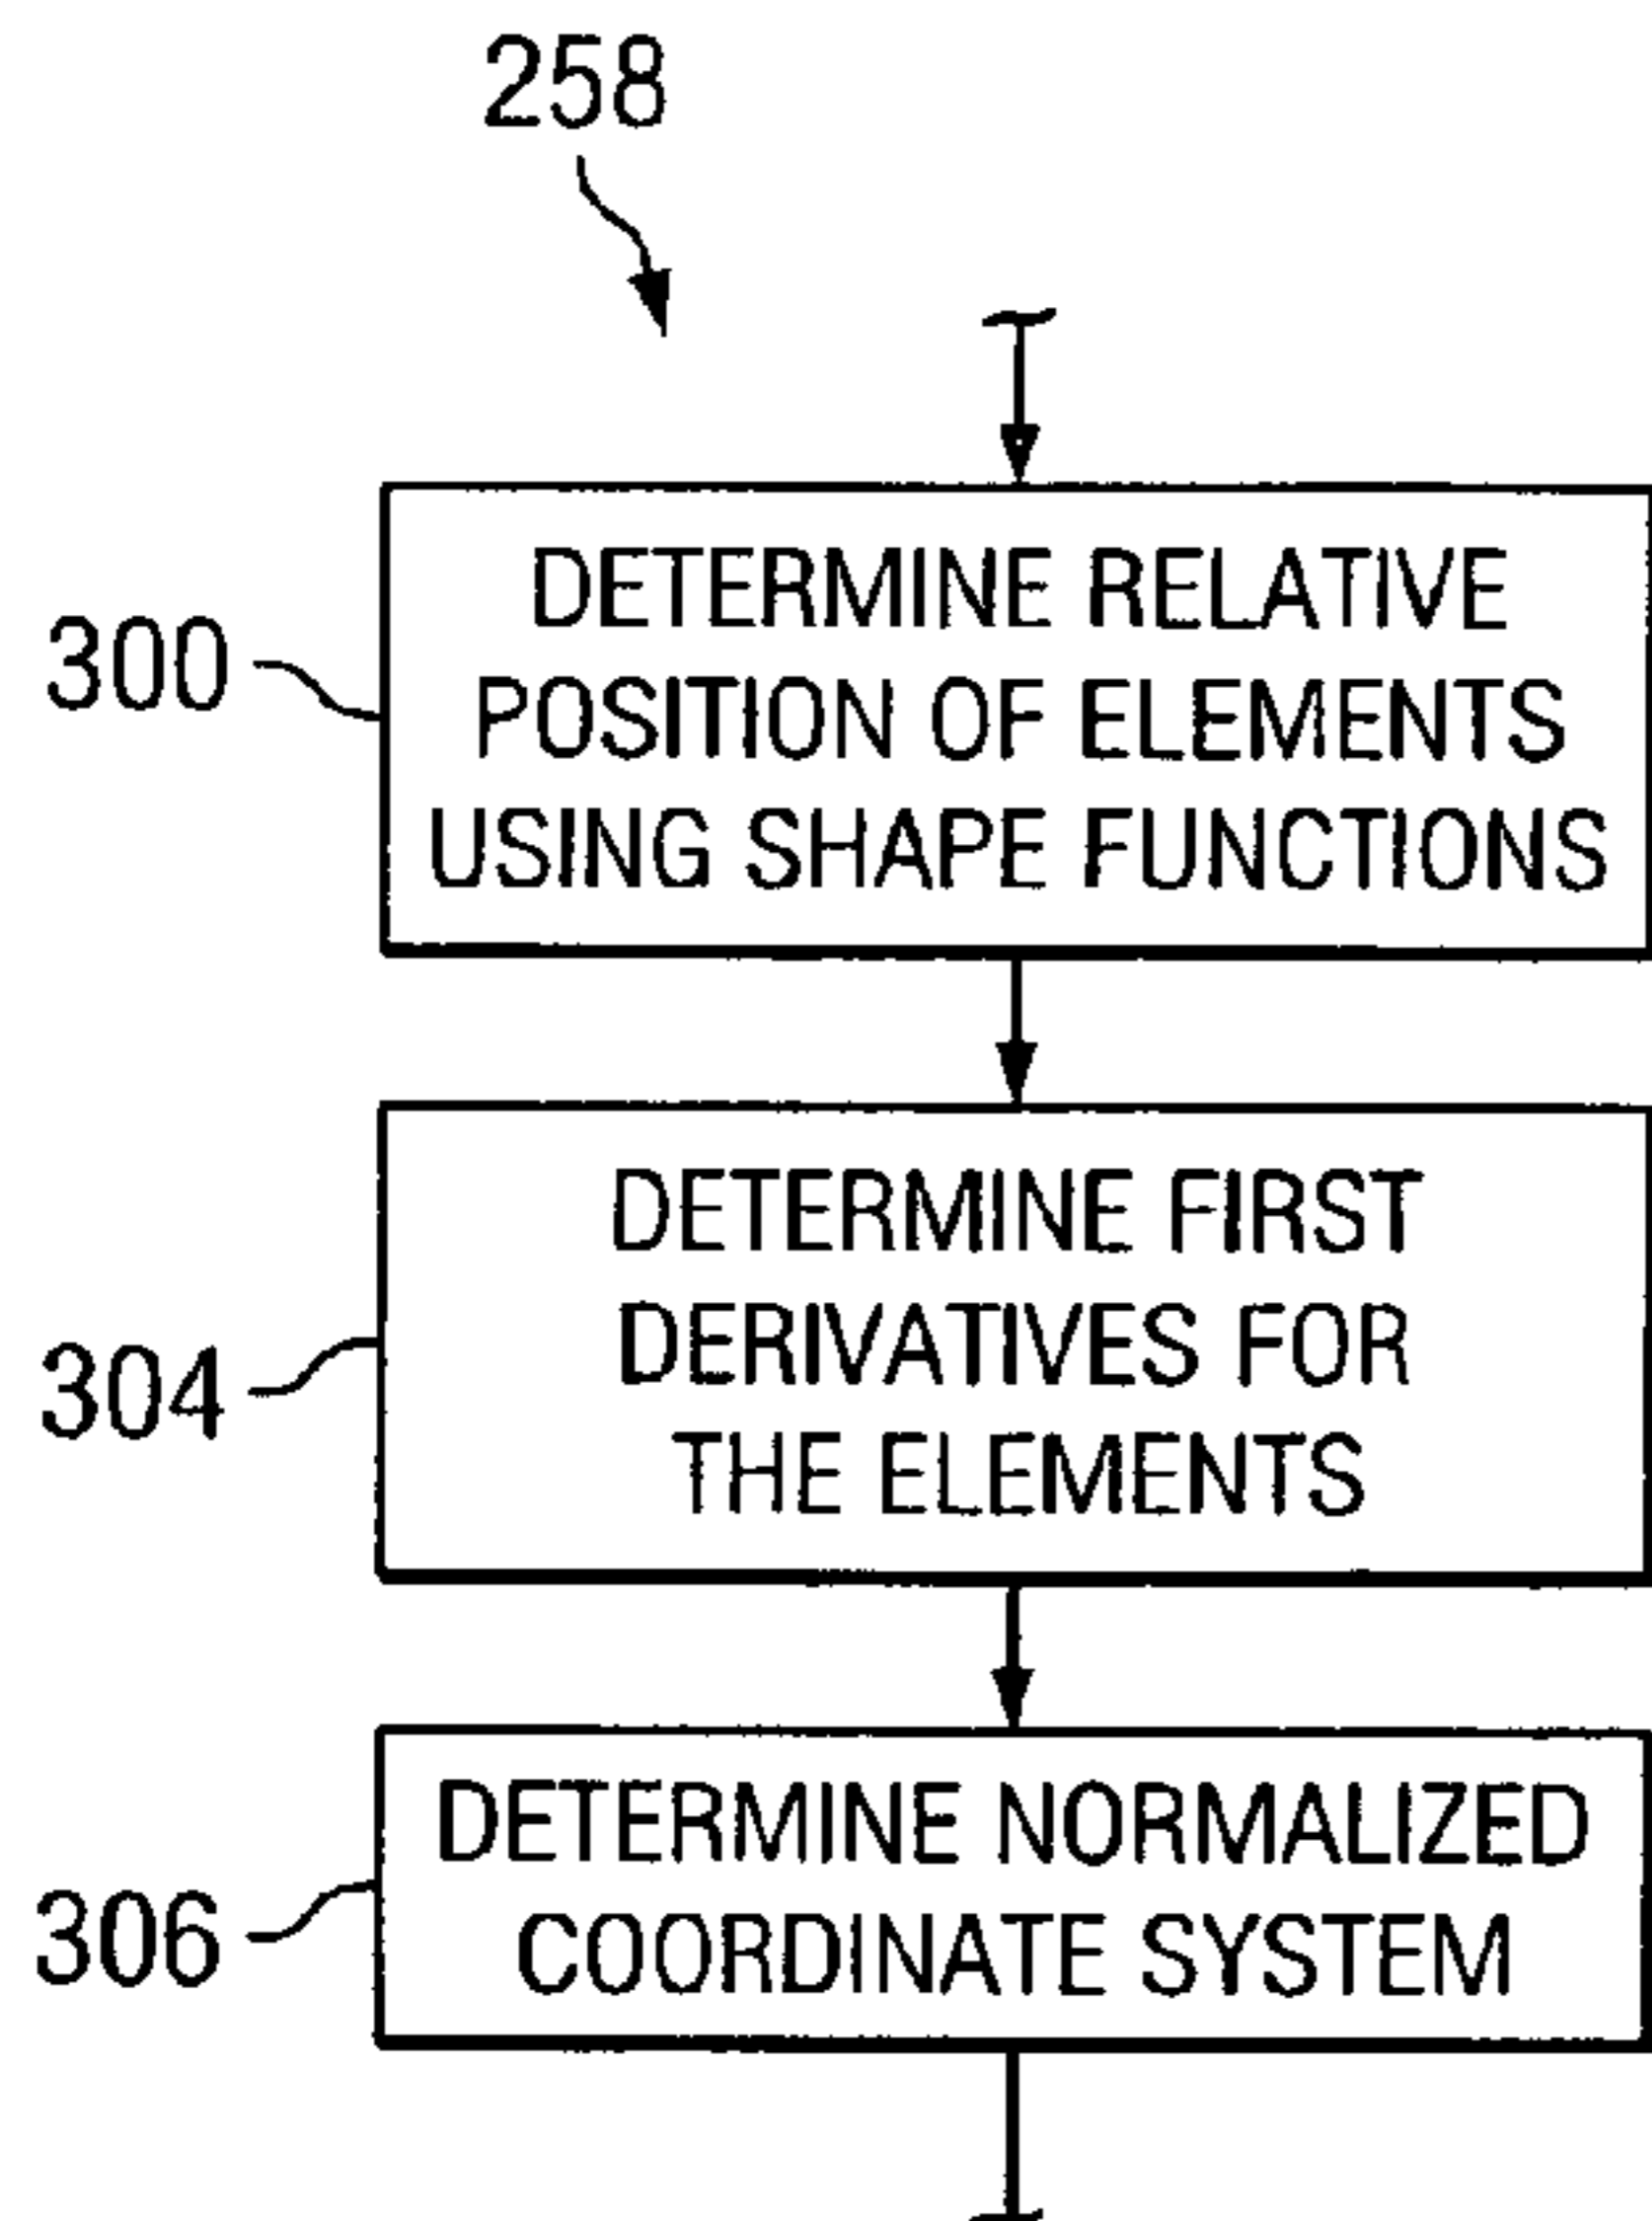 258
300
DETERMINE RELATIVE
POSITION OF ELEMENTS
USING SHAPE FUNCTIONS
304
DETERMINE FIRST
DERIVATIVES FOR
THE ELEMENTS
306
DETERMINE NORMALIZED
COORDINATE SYSTEM